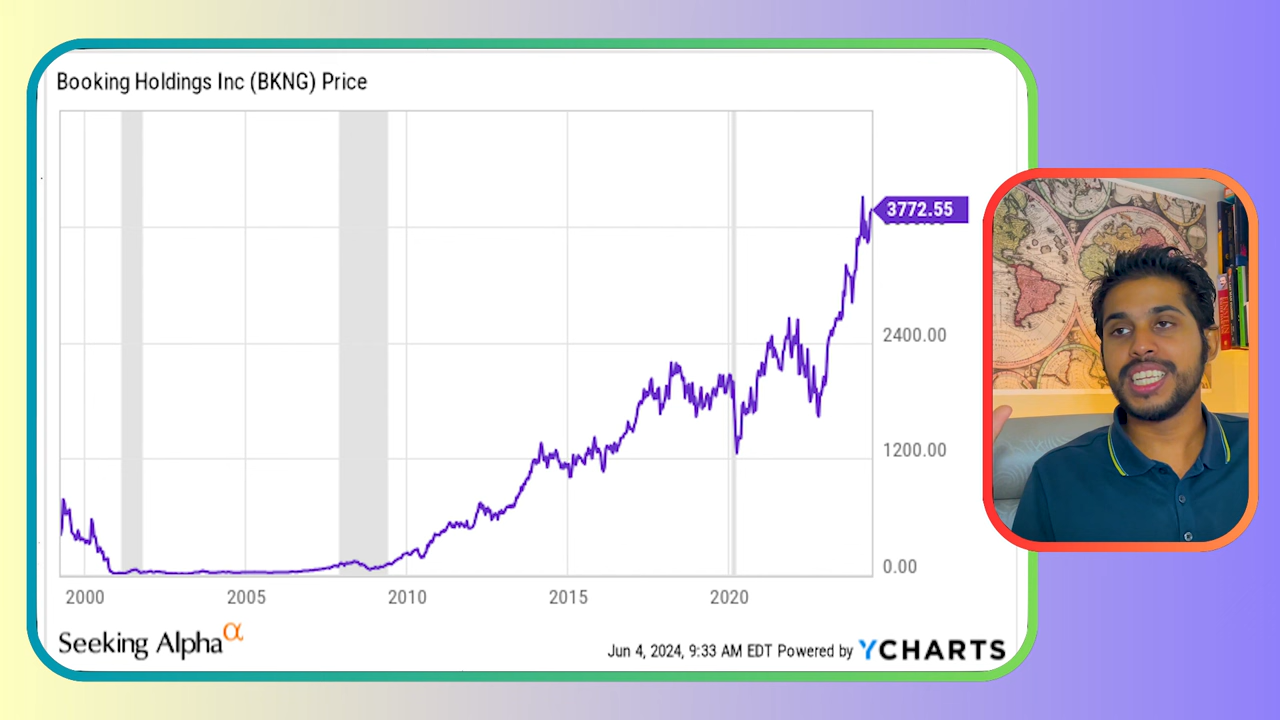 Booking Holdings Inc (BKNG) Price
3772.55
2400.00
1200.00
0.00
2000 2005 2010 2015 2020
Seeking Alphaα
Jun 4, 2024, 9:33 AM EDT Powered by YCHARTS